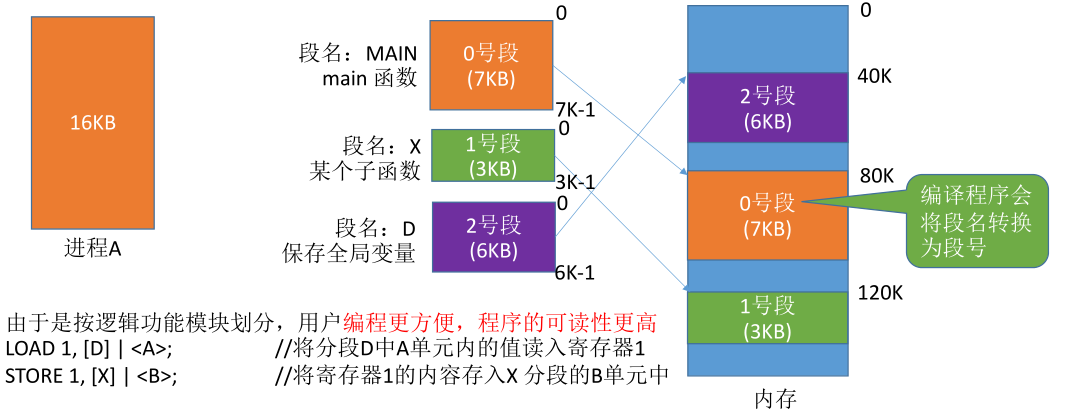 16KB
进程A
段名：MAIN
main 函数
0号段
(7KB)
0
7K-1
段名：X
某个子函数
1号段
(3KB)
0
3K-1
段名：D
保存全局变量
2号段
(6KB)
0
6K-1
0
40K
2号段
(6KB)
80K
0号段
(7KB)
120K
1号段
(3KB)
内存
编译程序会
将段名转换
为段号
由于是按逻辑功能模块划分，用户编程更方便，程序的可读性更高
LOAD 1, [D] | <A>; //将分段D中A单元内的值读入寄存器1
STORE 1, [X] | <B>; //将寄存器1的内容存入X 分段的B单元中